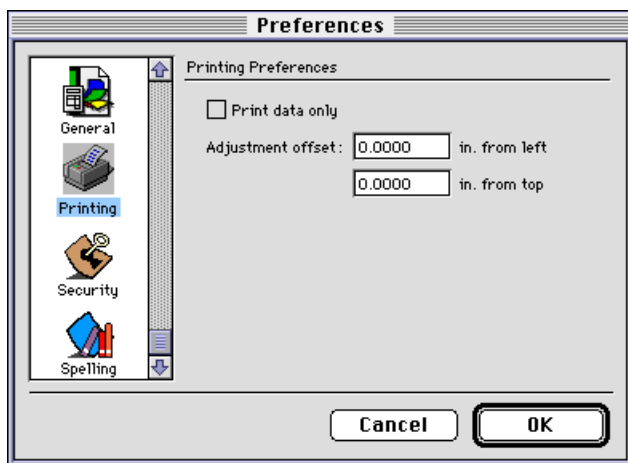 Preferences
General
Printing
Security
Spelling
Printing Preferences
Print data only
Adjustment offset: 0.0000 in. from left
0.0000 in. from top
Cancel
OK